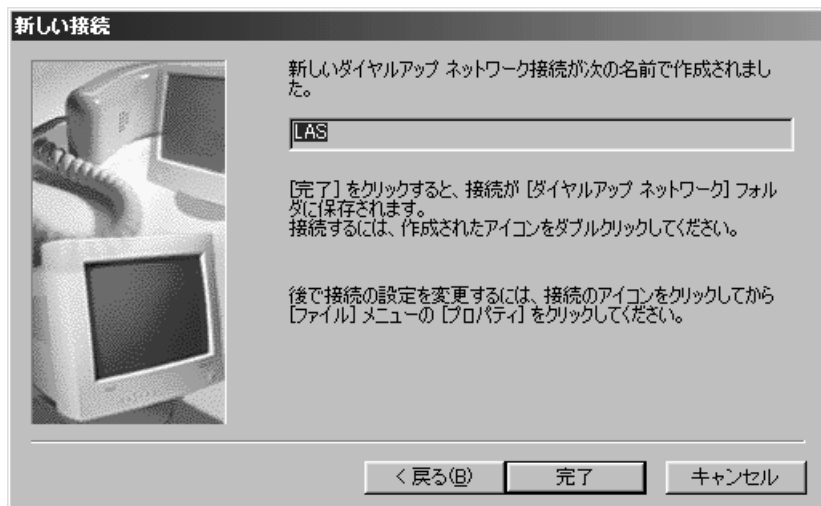 新しい接続
新しいダイヤルアップ ネットワーク接続が次の名前で作成されまし
た。
LAS
[完了] をクリックすると、接続が [ダイヤルアップ ネットワーク] フォル
ダに保存されます。
接続するには、作成されたアイコンをダブルクリックしてください。
後で接続の設定を変更するには、接続のアイコンをクリックしてから
[ファイル] メニューの [プロパティ] をクリックしてください。
< 戻る(B)
完了
キャンセル